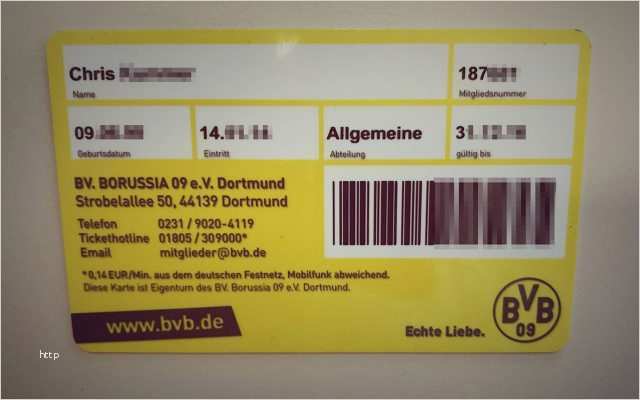 Chris
187
Name
Mitgliedsnummer
09.
14.
Allgemeine
3
Geburtsdatum
Eintritt
Abteilung
gültig bis
BV. BORUSSIA 09 e.V. Dortmund
Strobelallee 50, 44139 Dortmund
Telefon 0231 / 9020-4119
Tickethotline 01805 / 309000*
Email mitglieder@bvb.de
*0,14 EUR/Min. aus dem deutschen Festnetz, Mobilfunk abweichend.
Diese Karte ist Eigentum des BV. Borussia 09 e.V. Dortmund.
www.bvb.de
Echte Liebe.
BVB
09
http